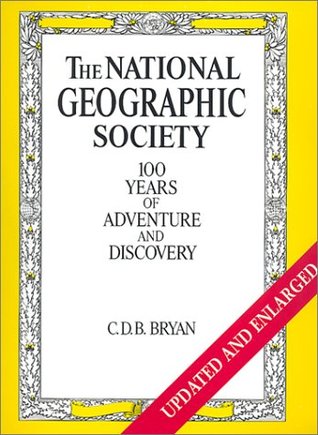 THE NATIONAL
GEOGRAPHIC
SOCIETY
100
YEARS
OF
ADVENTURE
AND
DISCOVERY
C.D.B. BRYAN
UPDATED AND ENLARGED